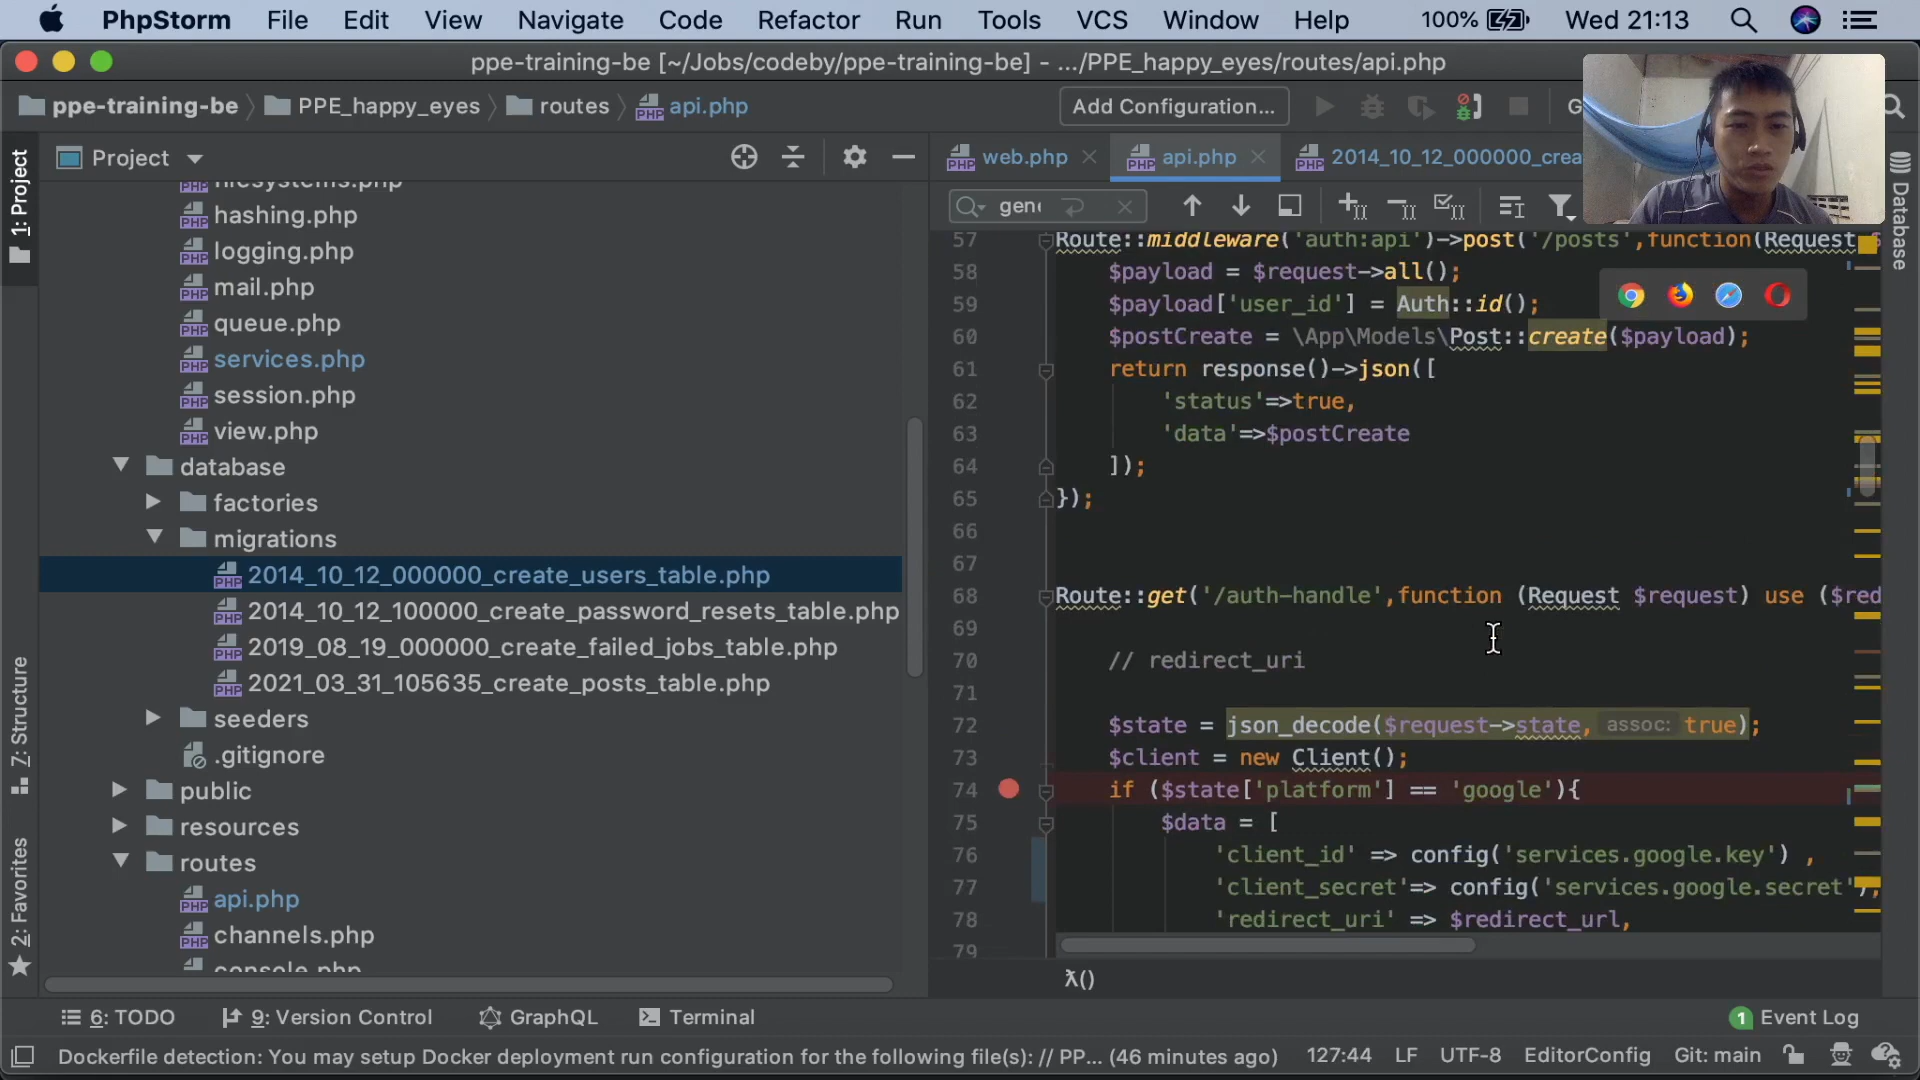 PhpStorm File Edit View Navigate Code Refactor Run Tools VCS Window Help 100% Wed 21:13
ppe-training-be [~/Jobs/codeby/ppe-training-be] - .../PPE_happy_eyes/routes/api.php
ppe-training-be PPE_happy_eyes routes api.php Add Configuration... G
1: Project
Z: Structure
2: Favorites
Project
filesystems.php
hashing.php
logging.php
mail.php
queue.php
services.php
session.php
view.php
database
factories
migrations
2014_10_12_000000_create_users_table.php
2014_10_12_100000_create_password_resets_table.php
2019_08_19_000000_create_failed_jobs_table.php
2021_03_31_105635_create_posts_table.php
seeders
.gitignore
public
resources
routes
api.php
channels.php
console.php
web.php api.php 2014_10_12_000000_crea
gene
57 Route::middleware('auth:api')->post('/posts',function(Request $
58 $payload = $request->all();
59 $payload['user_id'] = Auth::id();
60 $postCreate = \App\Models\Post::create($payload);
61 return response()->json([
62 'status'=>true,
63 'data'=>$postCreate
64 ]);
65 });
66
67
68 Route::get('/auth-handle',function (Request $request) use ($red
69
70 // redirect_uri
71
72 $state = json_decode($request->state, assoc: true);
73 $client = new Client();
74 if ($state['platform'] == 'google'){
75 $data = [
76 'client_id' => config('services.google.key') ,
77 'client_secret'=> config('services.google.secret'),
78 'redirect_uri' => $redirect_url,
79
λ()
Database
6: TODO 9: Version Control GraphQL Terminal 1 Event Log
Dockerfile detection: You may setup Docker deployment run configuration for the following file(s): // PP... (46 minutes ago) 127:44 LF UTF-8 EditorConfig Git: main